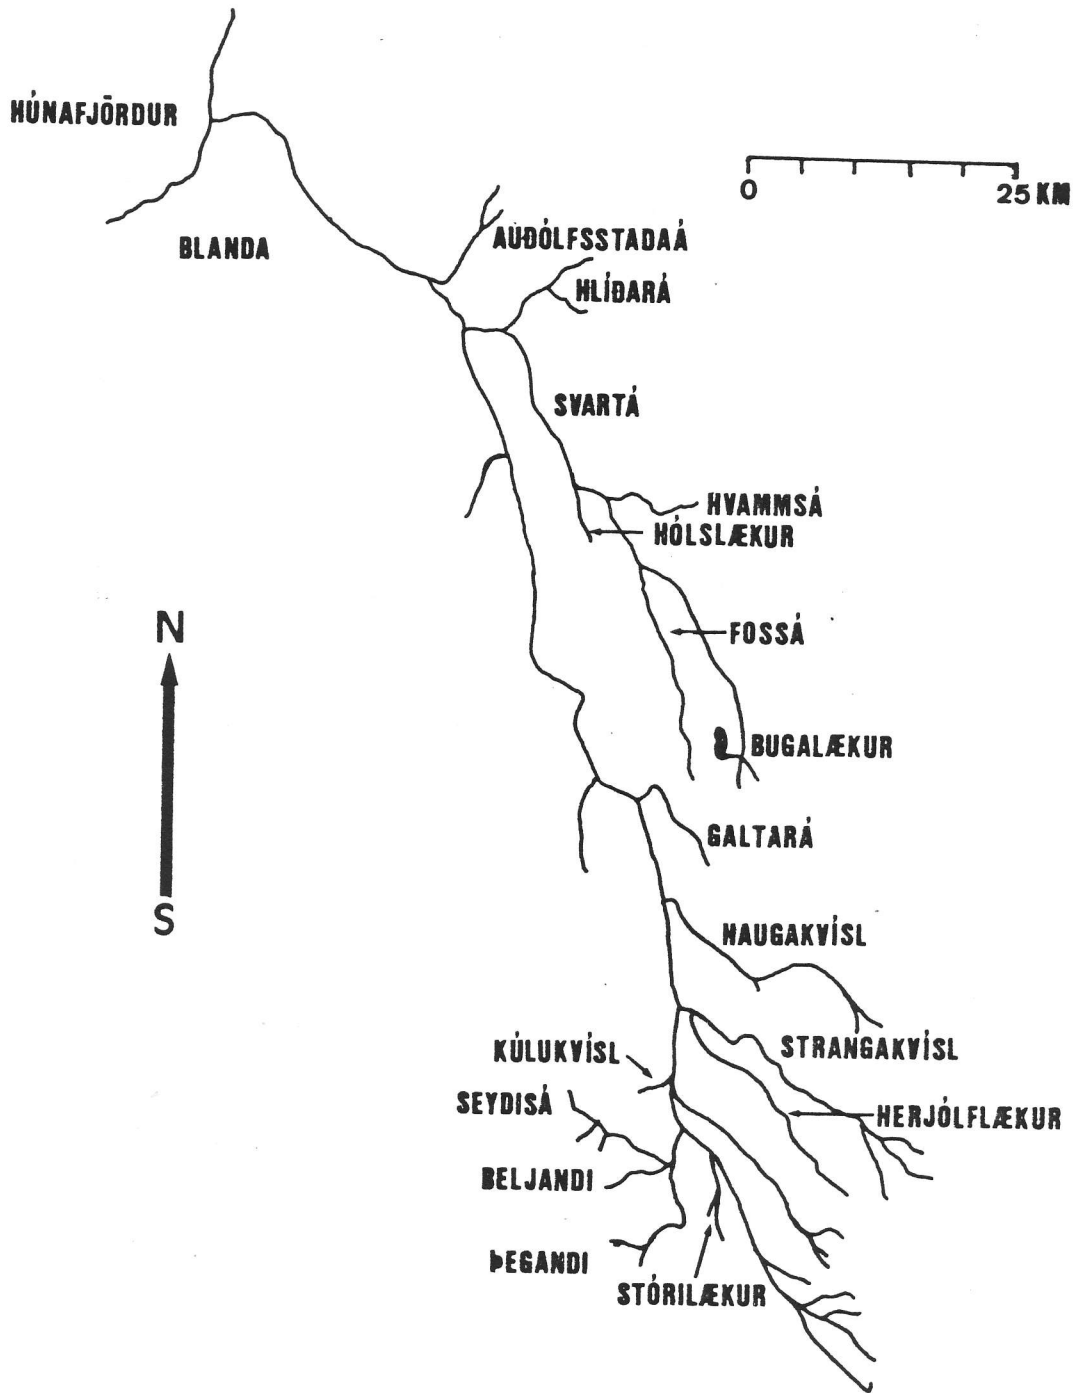 HÚNAFJÖRDUR
0 25 KM
BLANDA
AUÐÓLFSSTADAÁ
HLÍÐARÁ
SVARTÁ
HVAMMSÁ
HÓLSLÆKUR
N
FOSSÁ
BUGALÆKUR
GALTARÁ
S
HAUGAKVÍSL
STRANGAKVÍSL
KÚLUKVÍSL
SEYDISÁ
HERJÓLFLÆKUR
BELJANDI
ÞEGANDI
STÓRILÆKUR